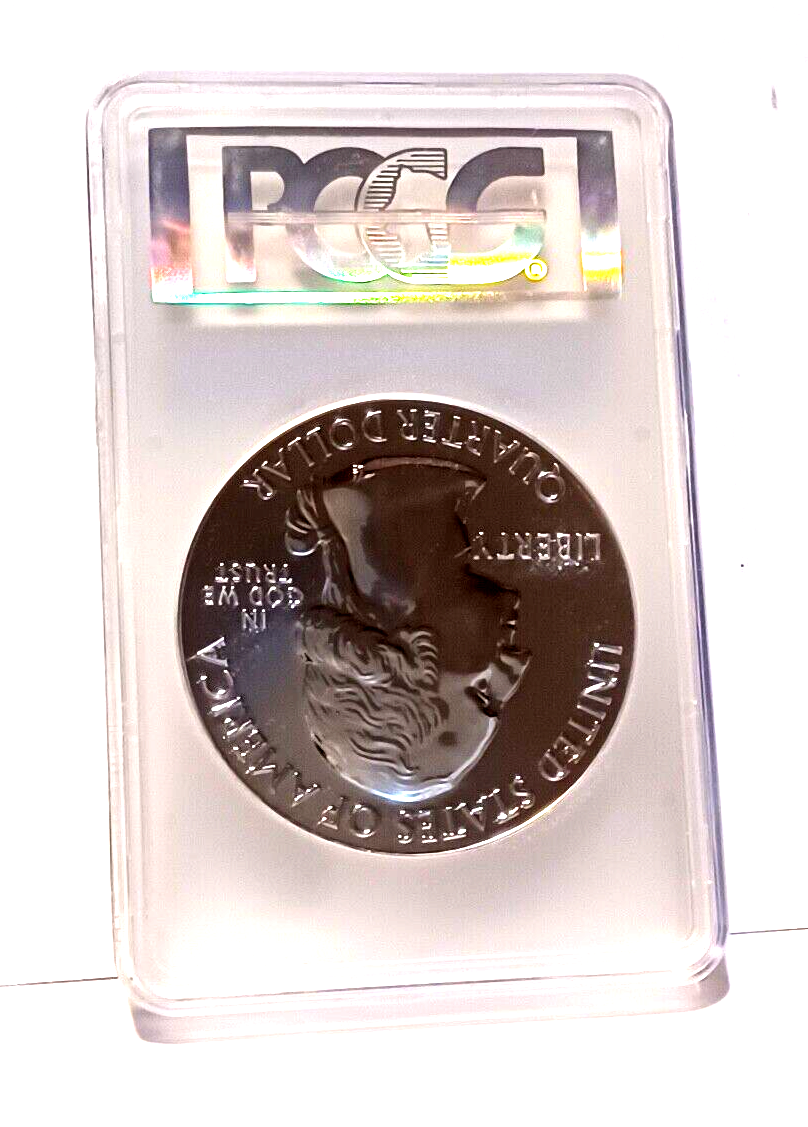 PCGS
©
UNITED STATES OF AMERICA
LIBERTY
IN
GOD WE
TRUST
QUARTER DOLLAR